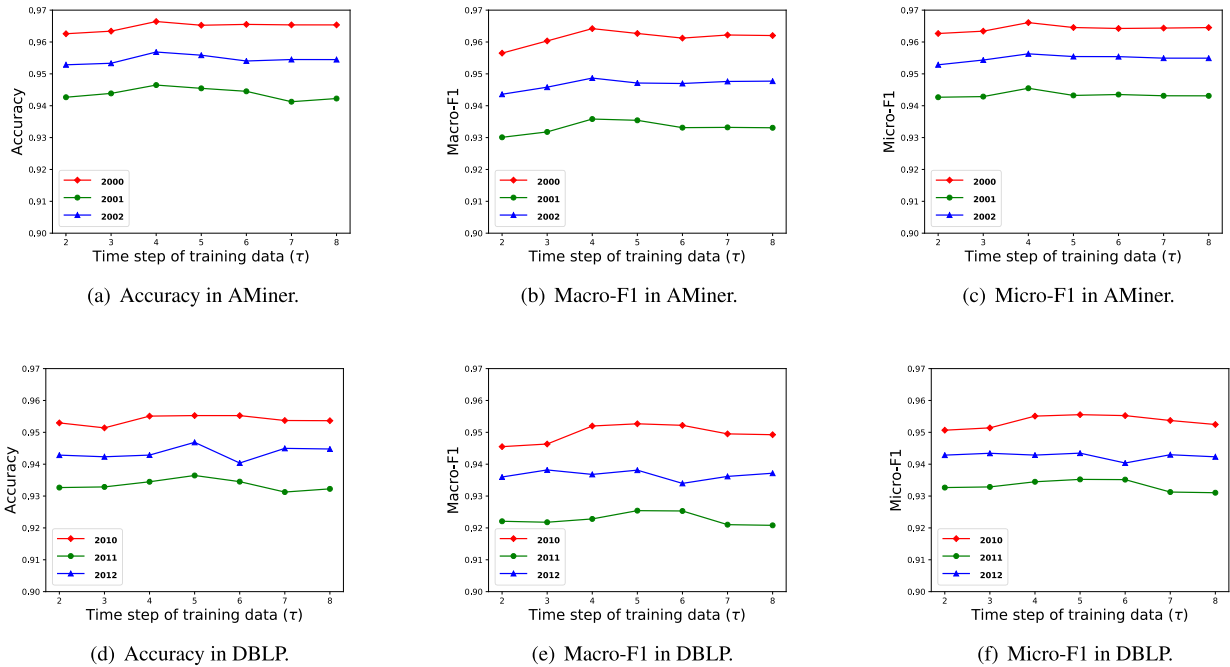 0.97
0.96
0.95
0.94
0.93
0.92
0.91
0.90
Accuracy
2000
2001
2002
2 3 4 5 6 7 8
Time step of training data (τ)
(a) Accuracy in AMiner.
0.97
0.96
0.95
0.94
0.93
0.92
0.91
0.90
Macro-F1
2000
2001
2002
2 3 4 5 6 7 8
Time step of training data (τ)
(b) Macro-F1 in AMiner.
0.97
0.96
0.95
0.94
0.93
0.92
0.91
0.90
Micro-F1
2000
2001
2002
2 3 4 5 6 7 8
Time step of training data (τ)
(c) Micro-F1 in AMiner.
0.97
0.96
0.95
0.94
0.93
0.92
0.91
0.90
Accuracy
2010
2011
2012
2 3 4 5 6 7 8
Time step of training data (τ)
(d) Accuracy in DBLP.
0.97
0.96
0.95
0.94
0.93
0.92
0.91
0.90
Macro-F1
2010
2011
2012
2 3 4 5 6 7 8
Time step of training data (τ)
(e) Macro-F1 in DBLP.
0.97
0.96
0.95
0.94
0.93
0.92
0.91
0.90
Micro-F1
2010
2011
2012
2 3 4 5 6 7 8
Time step of training data (τ)
(f) Micro-F1 in DBLP.